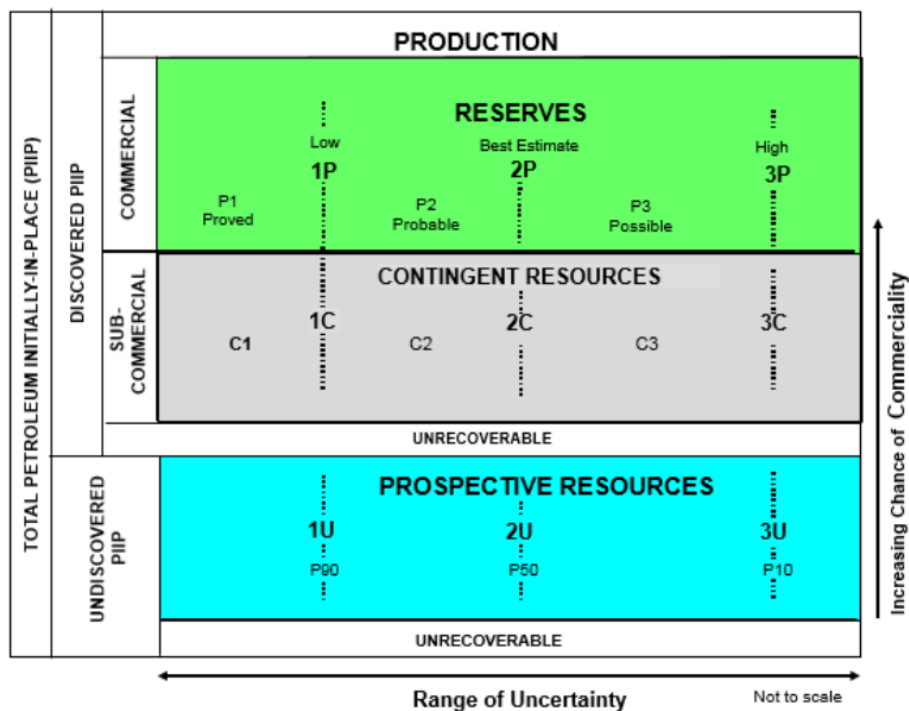 TOTAL PETROLEUM INITIALLY-IN-PLACE (PIIP)
DISCOVERED PIIP
UNDISCOVERED
PIIP
COMMERCIAL
SUB-
COMMERCIAL
PRODUCTION
RESERVES
Low
Best Estimate
High
1P
2P
3P
P1
Proved
P2
Probable
P3
Possible
CONTINGENT RESOURCES
1C
2C
3C
C1
C2
C3
UNRECOVERABLE
PROSPECTIVE RESOURCES
1U
2U
3U
P90
P50
P10
UNRECOVERABLE
Increasing Chance of Commerciality
Range of Uncertainty
Not to scale